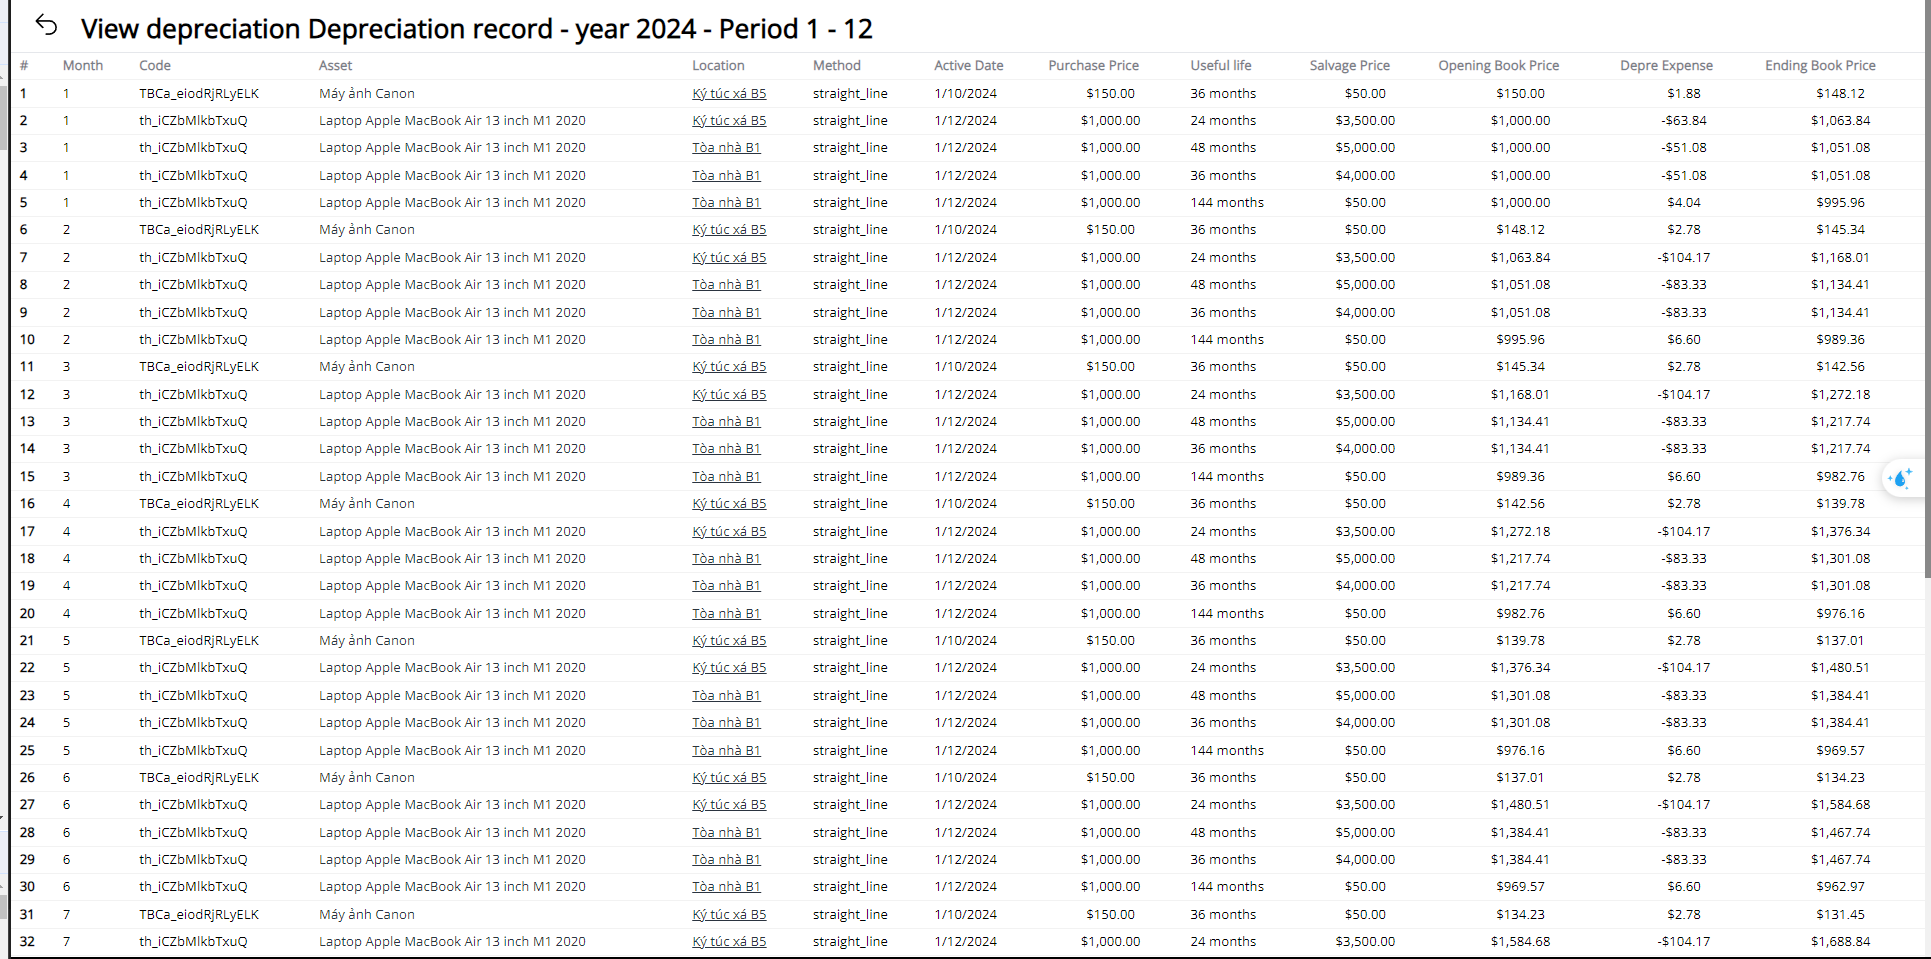 View depreciation Depreciation record - year 2024 - Period 1 - 12
# Month Code Asset Location Method Active Date Purchase Price Useful life Salvage Price Opening Book Price Depre Expense Ending Book Price
1 1 TBCa_eiodRjRLyELK Máy ảnh Canon Ký túc xá B5 straight_line 1/10/2024 $150.00 36 months $50.00 $150.00 $1.88 $148.12
2 1 th_iCZbMlkbTxuQ Laptop Apple MacBook Air 13 inch M1 2020 Ký túc xá B5 straight_line 1/12/2024 $1,000.00 24 months $3,500.00 $1,000.00 -$63.84 $1,063.84
3 1 th_iCZbMlkbTxuQ Laptop Apple MacBook Air 13 inch M1 2020 Tòa nhà B1 straight_line 1/12/2024 $1,000.00 48 months $5,000.00 $1,000.00 -$51.08 $1,051.08
4 1 th_iCZbMlkbTxuQ Laptop Apple MacBook Air 13 inch M1 2020 Tòa nhà B1 straight_line 1/12/2024 $1,000.00 36 months $4,000.00 $1,000.00 -$51.08 $1,051.08
5 1 th_iCZbMlkbTxuQ Laptop Apple MacBook Air 13 inch M1 2020 Tòa nhà B1 straight_line 1/12/2024 $1,000.00 144 months $50.00 $1,000.00 $4.04 $995.96
6 2 TBCa_eiodRjRLyELK Máy ảnh Canon Ký túc xá B5 straight_line 1/10/2024 $150.00 36 months $50.00 $148.12 $2.78 $145.34
7 2 th_iCZbMlkbTxuQ Laptop Apple MacBook Air 13 inch M1 2020 Ký túc xá B5 straight_line 1/12/2024 $1,000.00 24 months $3,500.00 $1,063.84 -$104.17 $1,168.01
8 2 th_iCZbMlkbTxuQ Laptop Apple MacBook Air 13 inch M1 2020 Tòa nhà B1 straight_line 1/12/2024 $1,000.00 48 months $5,000.00 $1,051.08 -$83.33 $1,134.41
9 2 th_iCZbMlkbTxuQ Laptop Apple MacBook Air 13 inch M1 2020 Tòa nhà B1 straight_line 1/12/2024 $1,000.00 36 months $4,000.00 $1,051.08 -$83.33 $1,134.41
10 2 th_iCZbMlkbTxuQ Laptop Apple MacBook Air 13 inch M1 2020 Tòa nhà B1 straight_line 1/12/2024 $1,000.00 144 months $50.00 $995.96 $6.60 $989.36
11 3 TBCa_eiodRjRLyELK Máy ảnh Canon Ký túc xá B5 straight_line 1/10/2024 $150.00 36 months $50.00 $145.34 $2.78 $142.56
12 3 th_iCZbMlkbTxuQ Laptop Apple MacBook Air 13 inch M1 2020 Ký túc xá B5 straight_line 1/12/2024 $1,000.00 24 months $3,500.00 $1,168.01 -$104.17 $1,272.18
13 3 th_iCZbMlkbTxuQ Laptop Apple MacBook Air 13 inch M1 2020 Tòa nhà B1 straight_line 1/12/2024 $1,000.00 48 months $5,000.00 $1,134.41 -$83.33 $1,217.74
14 3 th_iCZbMlkbTxuQ Laptop Apple MacBook Air 13 inch M1 2020 Tòa nhà B1 straight_line 1/12/2024 $1,000.00 36 months $4,000.00 $1,134.41 -$83.33 $1,217.74
15 3 th_iCZbMlkbTxuQ Laptop Apple MacBook Air 13 inch M1 2020 Tòa nhà B1 straight_line 1/12/2024 $1,000.00 144 months $50.00 $989.36 $6.60 $982.76
16 4 TBCa_eiodRjRLyELK Máy ảnh Canon Ký túc xá B5 straight_line 1/10/2024 $150.00 36 months $50.00 $142.56 $2.78 $139.78
17 4 th_iCZbMlkbTxuQ Laptop Apple MacBook Air 13 inch M1 2020 Ký túc xá B5 straight_line 1/12/2024 $1,000.00 24 months $3,500.00 $1,272.18 -$104.17 $1,376.34
18 4 th_iCZbMlkbTxuQ Laptop Apple MacBook Air 13 inch M1 2020 Tòa nhà B1 straight_line 1/12/2024 $1,000.00 48 months $5,000.00 $1,217.74 -$83.33 $1,301.08
19 4 th_iCZbMlkbTxuQ Laptop Apple MacBook Air 13 inch M1 2020 Tòa nhà B1 straight_line 1/12/2024 $1,000.00 36 months $4,000.00 $1,217.74 -$83.33 $1,301.08
20 4 th_iCZbMlkbTxuQ Laptop Apple MacBook Air 13 inch M1 2020 Tòa nhà B1 straight_line 1/12/2024 $1,000.00 144 months $50.00 $982.76 $6.60 $976.16
21 5 TBCa_eiodRjRLyELK Máy ảnh Canon Ký túc xá B5 straight_line 1/10/2024 $150.00 36 months $50.00 $139.78 $2.78 $137.01
22 5 th_iCZbMlkbTxuQ Laptop Apple MacBook Air 13 inch M1 2020 Ký túc xá B5 straight_line 1/12/2024 $1,000.00 24 months $3,500.00 $1,376.34 -$104.17 $1,480.51
23 5 th_iCZbMlkbTxuQ Laptop Apple MacBook Air 13 inch M1 2020 Tòa nhà B1 straight_line 1/12/2024 $1,000.00 48 months $5,000.00 $1,301.08 -$83.33 $1,384.41
24 5 th_iCZbMlkbTxuQ Laptop Apple MacBook Air 13 inch M1 2020 Tòa nhà B1 straight_line 1/12/2024 $1,000.00 36 months $4,000.00 $1,301.08 -$83.33 $1,384.41
25 5 th_iCZbMlkbTxuQ Laptop Apple MacBook Air 13 inch M1 2020 Tòa nhà B1 straight_line 1/12/2024 $1,000.00 144 months $50.00 $976.16 $6.60 $969.57
26 6 TBCa_eiodRjRLyELK Máy ảnh Canon Ký túc xá B5 straight_line 1/10/2024 $150.00 36 months $50.00 $137.01 $2.78 $134.23
27 6 th_iCZbMlkbTxuQ Laptop Apple MacBook Air 13 inch M1 2020 Ký túc xá B5 straight_line 1/12/2024 $1,000.00 24 months $3,500.00 $1,480.51 -$104.17 $1,584.68
28 6 th_iCZbMlkbTxuQ Laptop Apple MacBook Air 13 inch M1 2020 Tòa nhà B1 straight_line 1/12/2024 $1,000.00 48 months $5,000.00 $1,384.41 -$83.33 $1,467.74
29 6 th_iCZbMlkbTxuQ Laptop Apple MacBook Air 13 inch M1 2020 Tòa nhà B1 straight_line 1/12/2024 $1,000.00 36 months $4,000.00 $1,384.41 -$83.33 $1,467.74
30 6 th_iCZbMlkbTxuQ Laptop Apple MacBook Air 13 inch M1 2020 Tòa nhà B1 straight_line 1/12/2024 $1,000.00 144 months $50.00 $969.57 $6.60 $962.97
31 7 TBCa_eiodRjRLyELK Máy ảnh Canon Ký túc xá B5 straight_line 1/10/2024 $150.00 36 months $50.00 $134.23 $2.78 $131.45
32 7 th_iCZbMlkbTxuQ Laptop Apple MacBook Air 13 inch M1 2020 Ký túc xá B5 straight_line 1/12/2024 $1,000.00 24 months $3,500.00 $1,584.68 -$104.17 $1,688.84